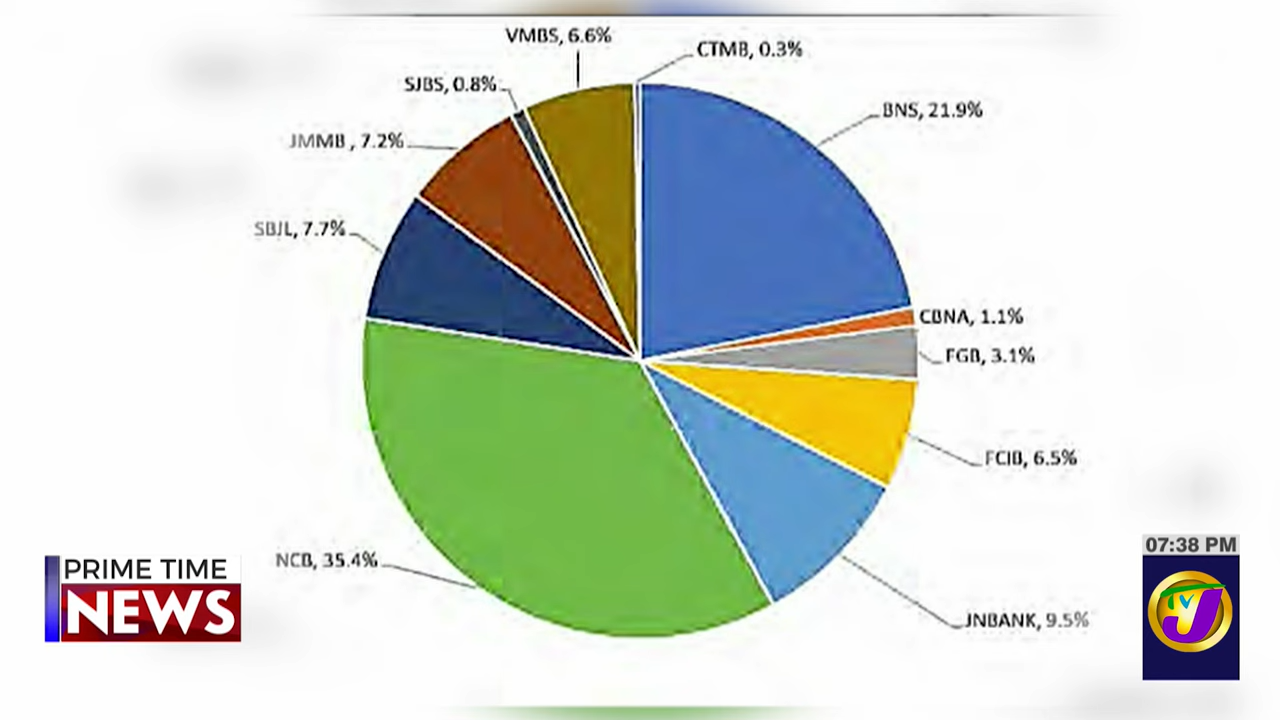 VMBS, 6.6%
CTMB, 0.3%
SJBS, 0.8%
BNS, 21.9%
JMMB , 7.2%
SBJL, 7.7%
CBNA, 1.1%
FGB, 3.1%
FCIB, 6.5%
NCB, 35.4%
JNBANK, 9.5%
PRIME TIME
NEWS
07:38 PM
TVJ